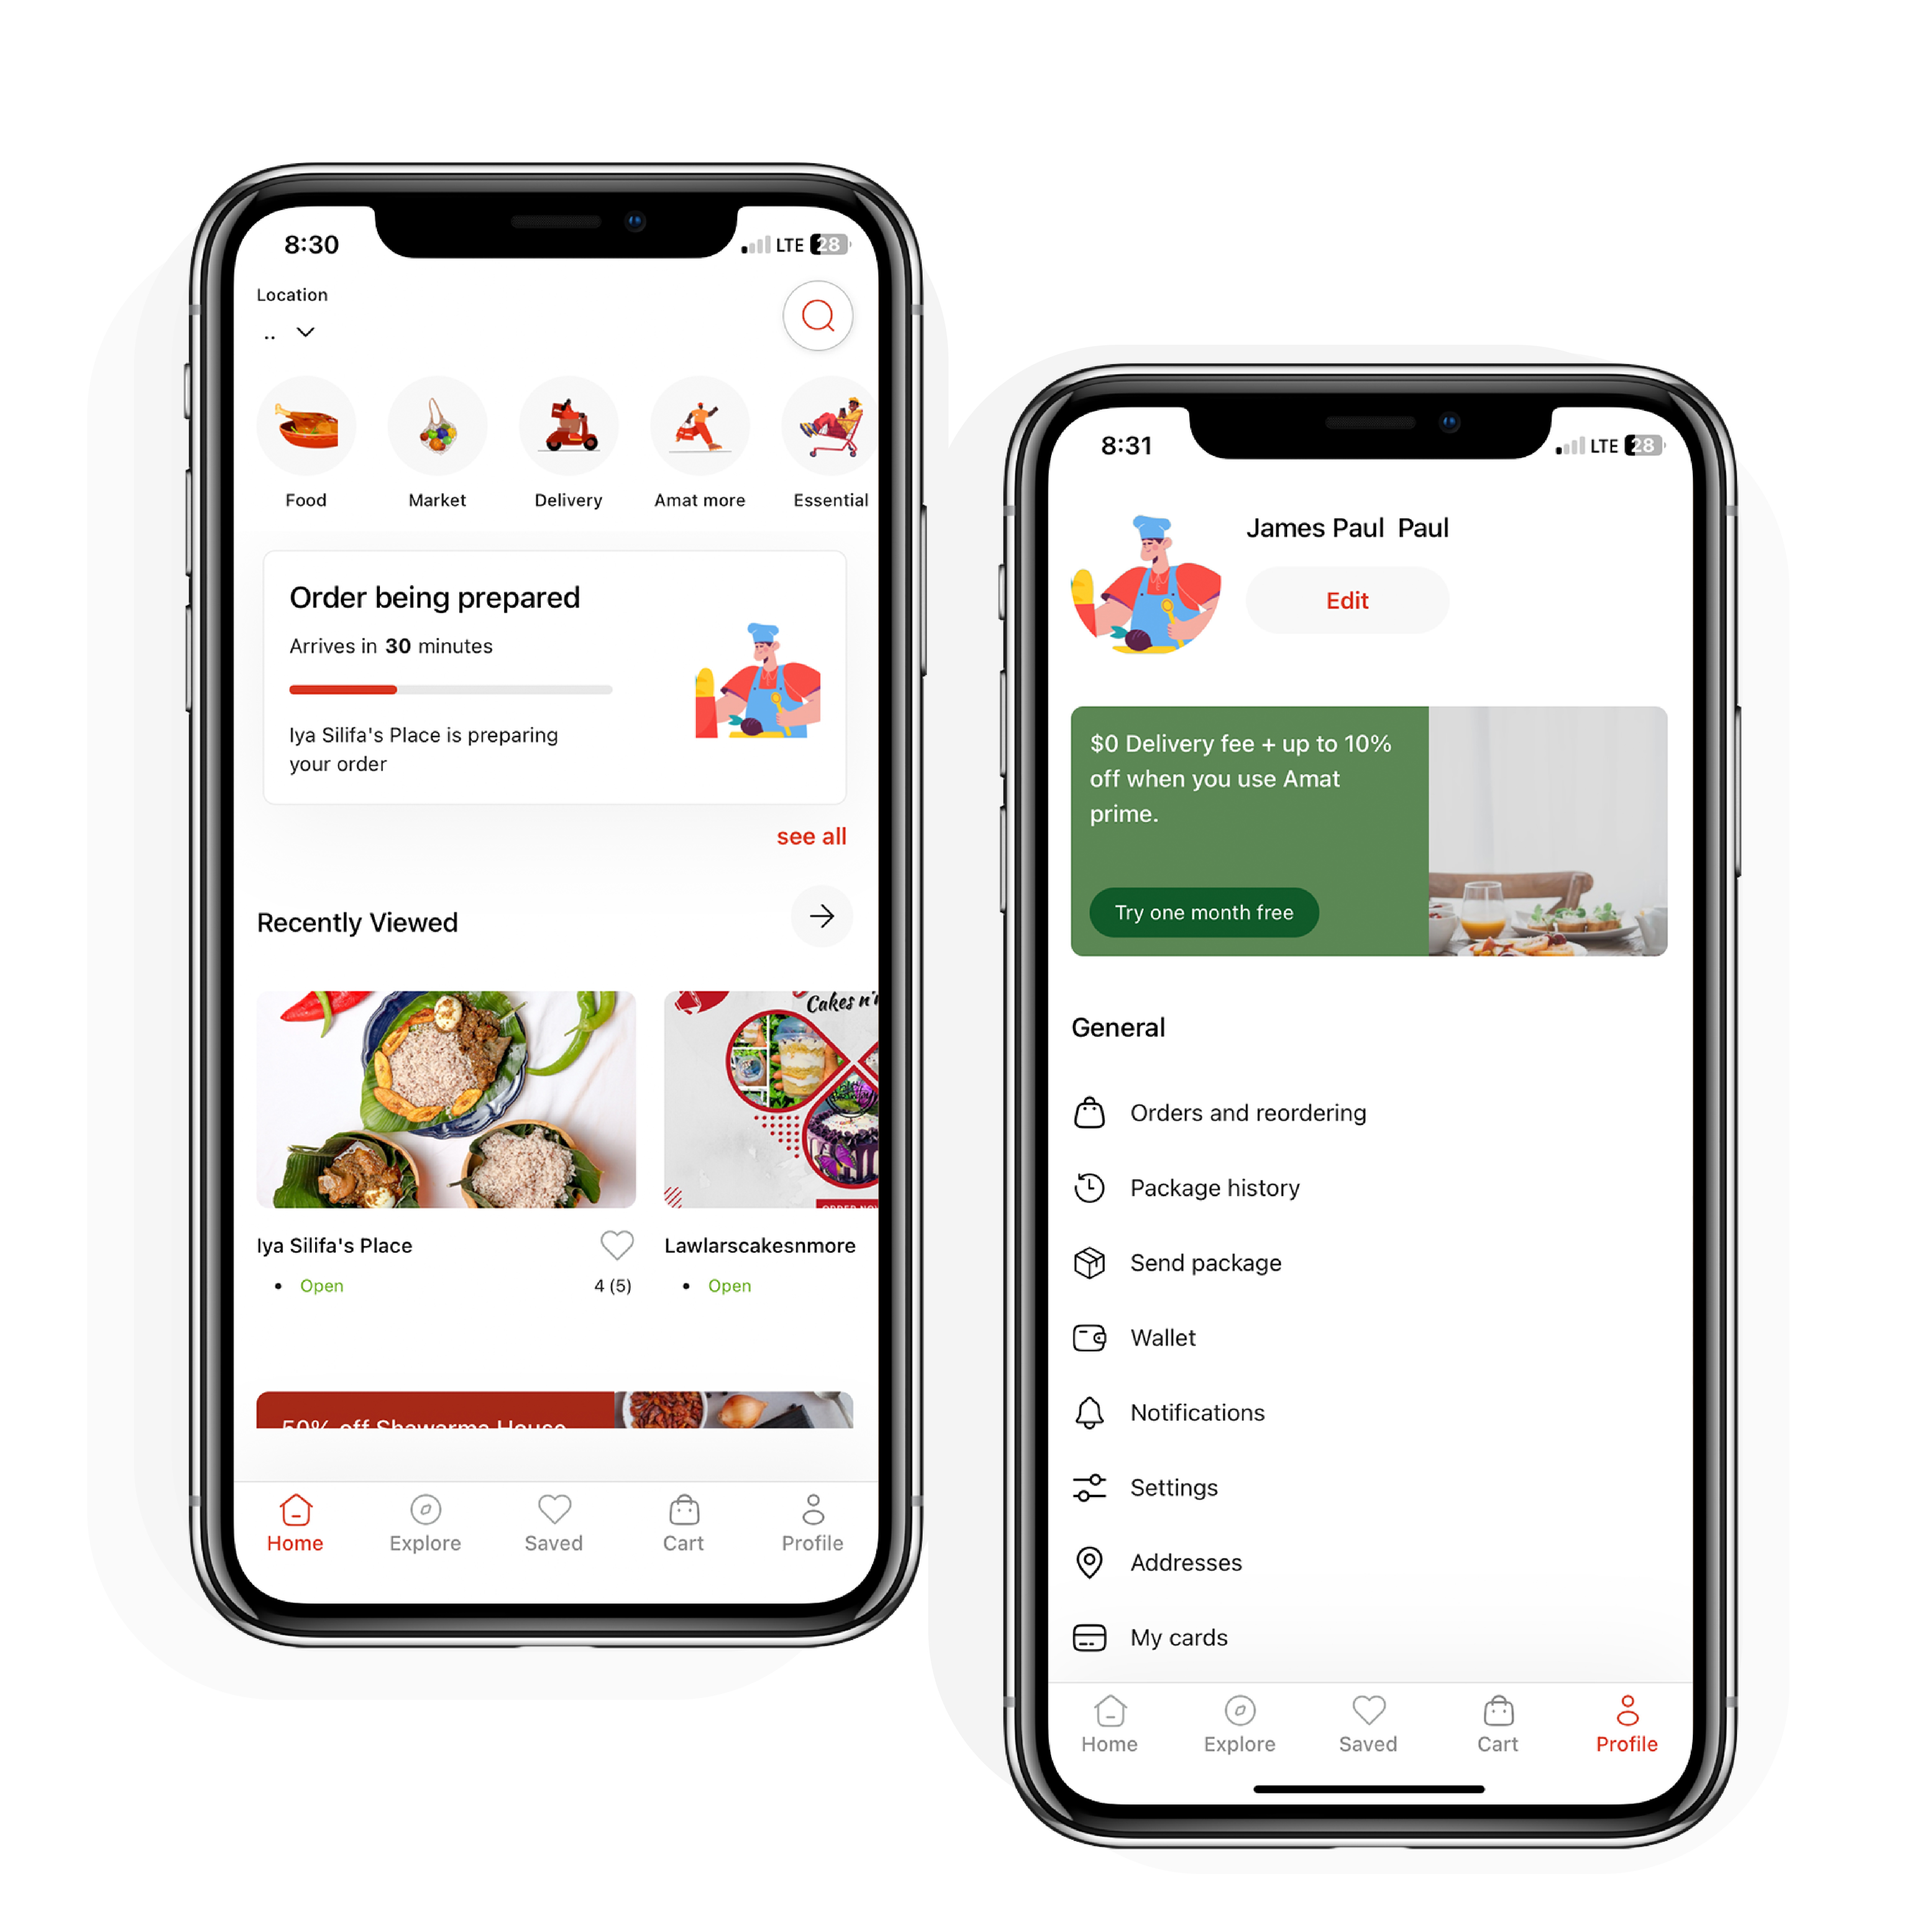 8:30
LTE 28
Location
..
Food
Market
Delivery
Amat more
Essential
Order being prepared
Arrives in 30 minutes
Iya Silifa's Place is preparing
your order
see all
Recently Viewed
Cakes n'
ORDER NOW
Iya Silifa's Place
Open
4 (5)
Lawlarscakesnmore
Open
50% off Shawarma House
Home
Explore
Saved
Cart
Profile
8:31
LTE 28
James Paul  Paul
Edit
$0 Delivery fee + up to 10%
off when you use Amat
prime.
Try one month free
General
Orders and reordering
Package history
Send package
Wallet
Notifications
Settings
Addresses
My cards
Home
Explore
Saved
Cart
Profile